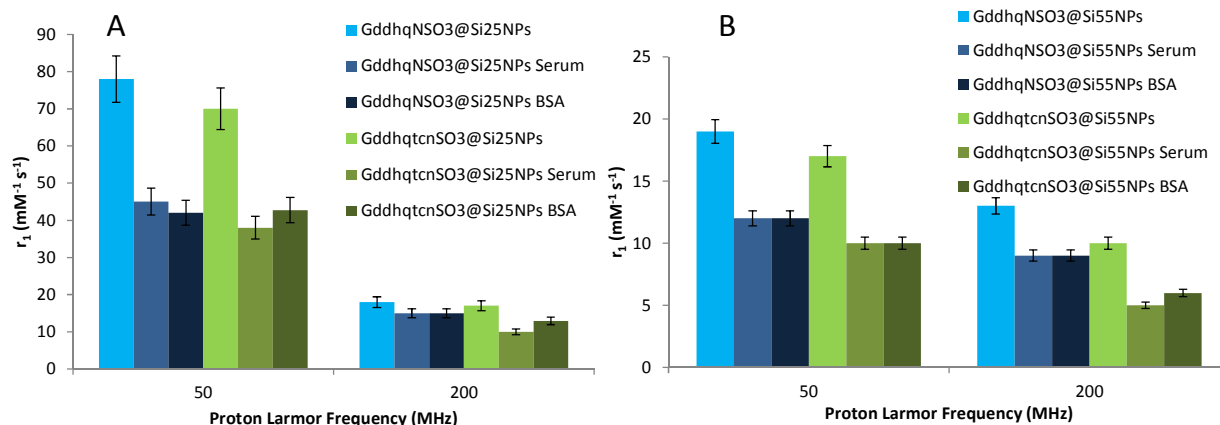 A
90
80
70
60
50
40
30
20
10
0
r1 (mM-1 s-1)
50
200
Proton Larmor Frequency (MHz)
GddhqNSO3@Si25NPs
GddhqNSO3@Si25NPs Serum
GddhqNSO3@Si25NPs BSA
GddhqtcnSO3@Si25NPs
GddhqtcnSO3@Si25NPs Serum
GddhqtcnSO3@Si25NPs BSA
B
25
20
15
10
5
0
r1 (mM-1 s-1)
50
200
Proton Larmor Frequency (MHz)
GddhqNSO3@Si55NPs
GddhqNSO3@Si55NPs Serum
GddhqNSO3@Si55NPs BSA
GddhqtcnSO3@Si55NPs
GddhqtcnSO3@Si55NPs Serum
GddhqtcnSO3@Si55NPs BSA